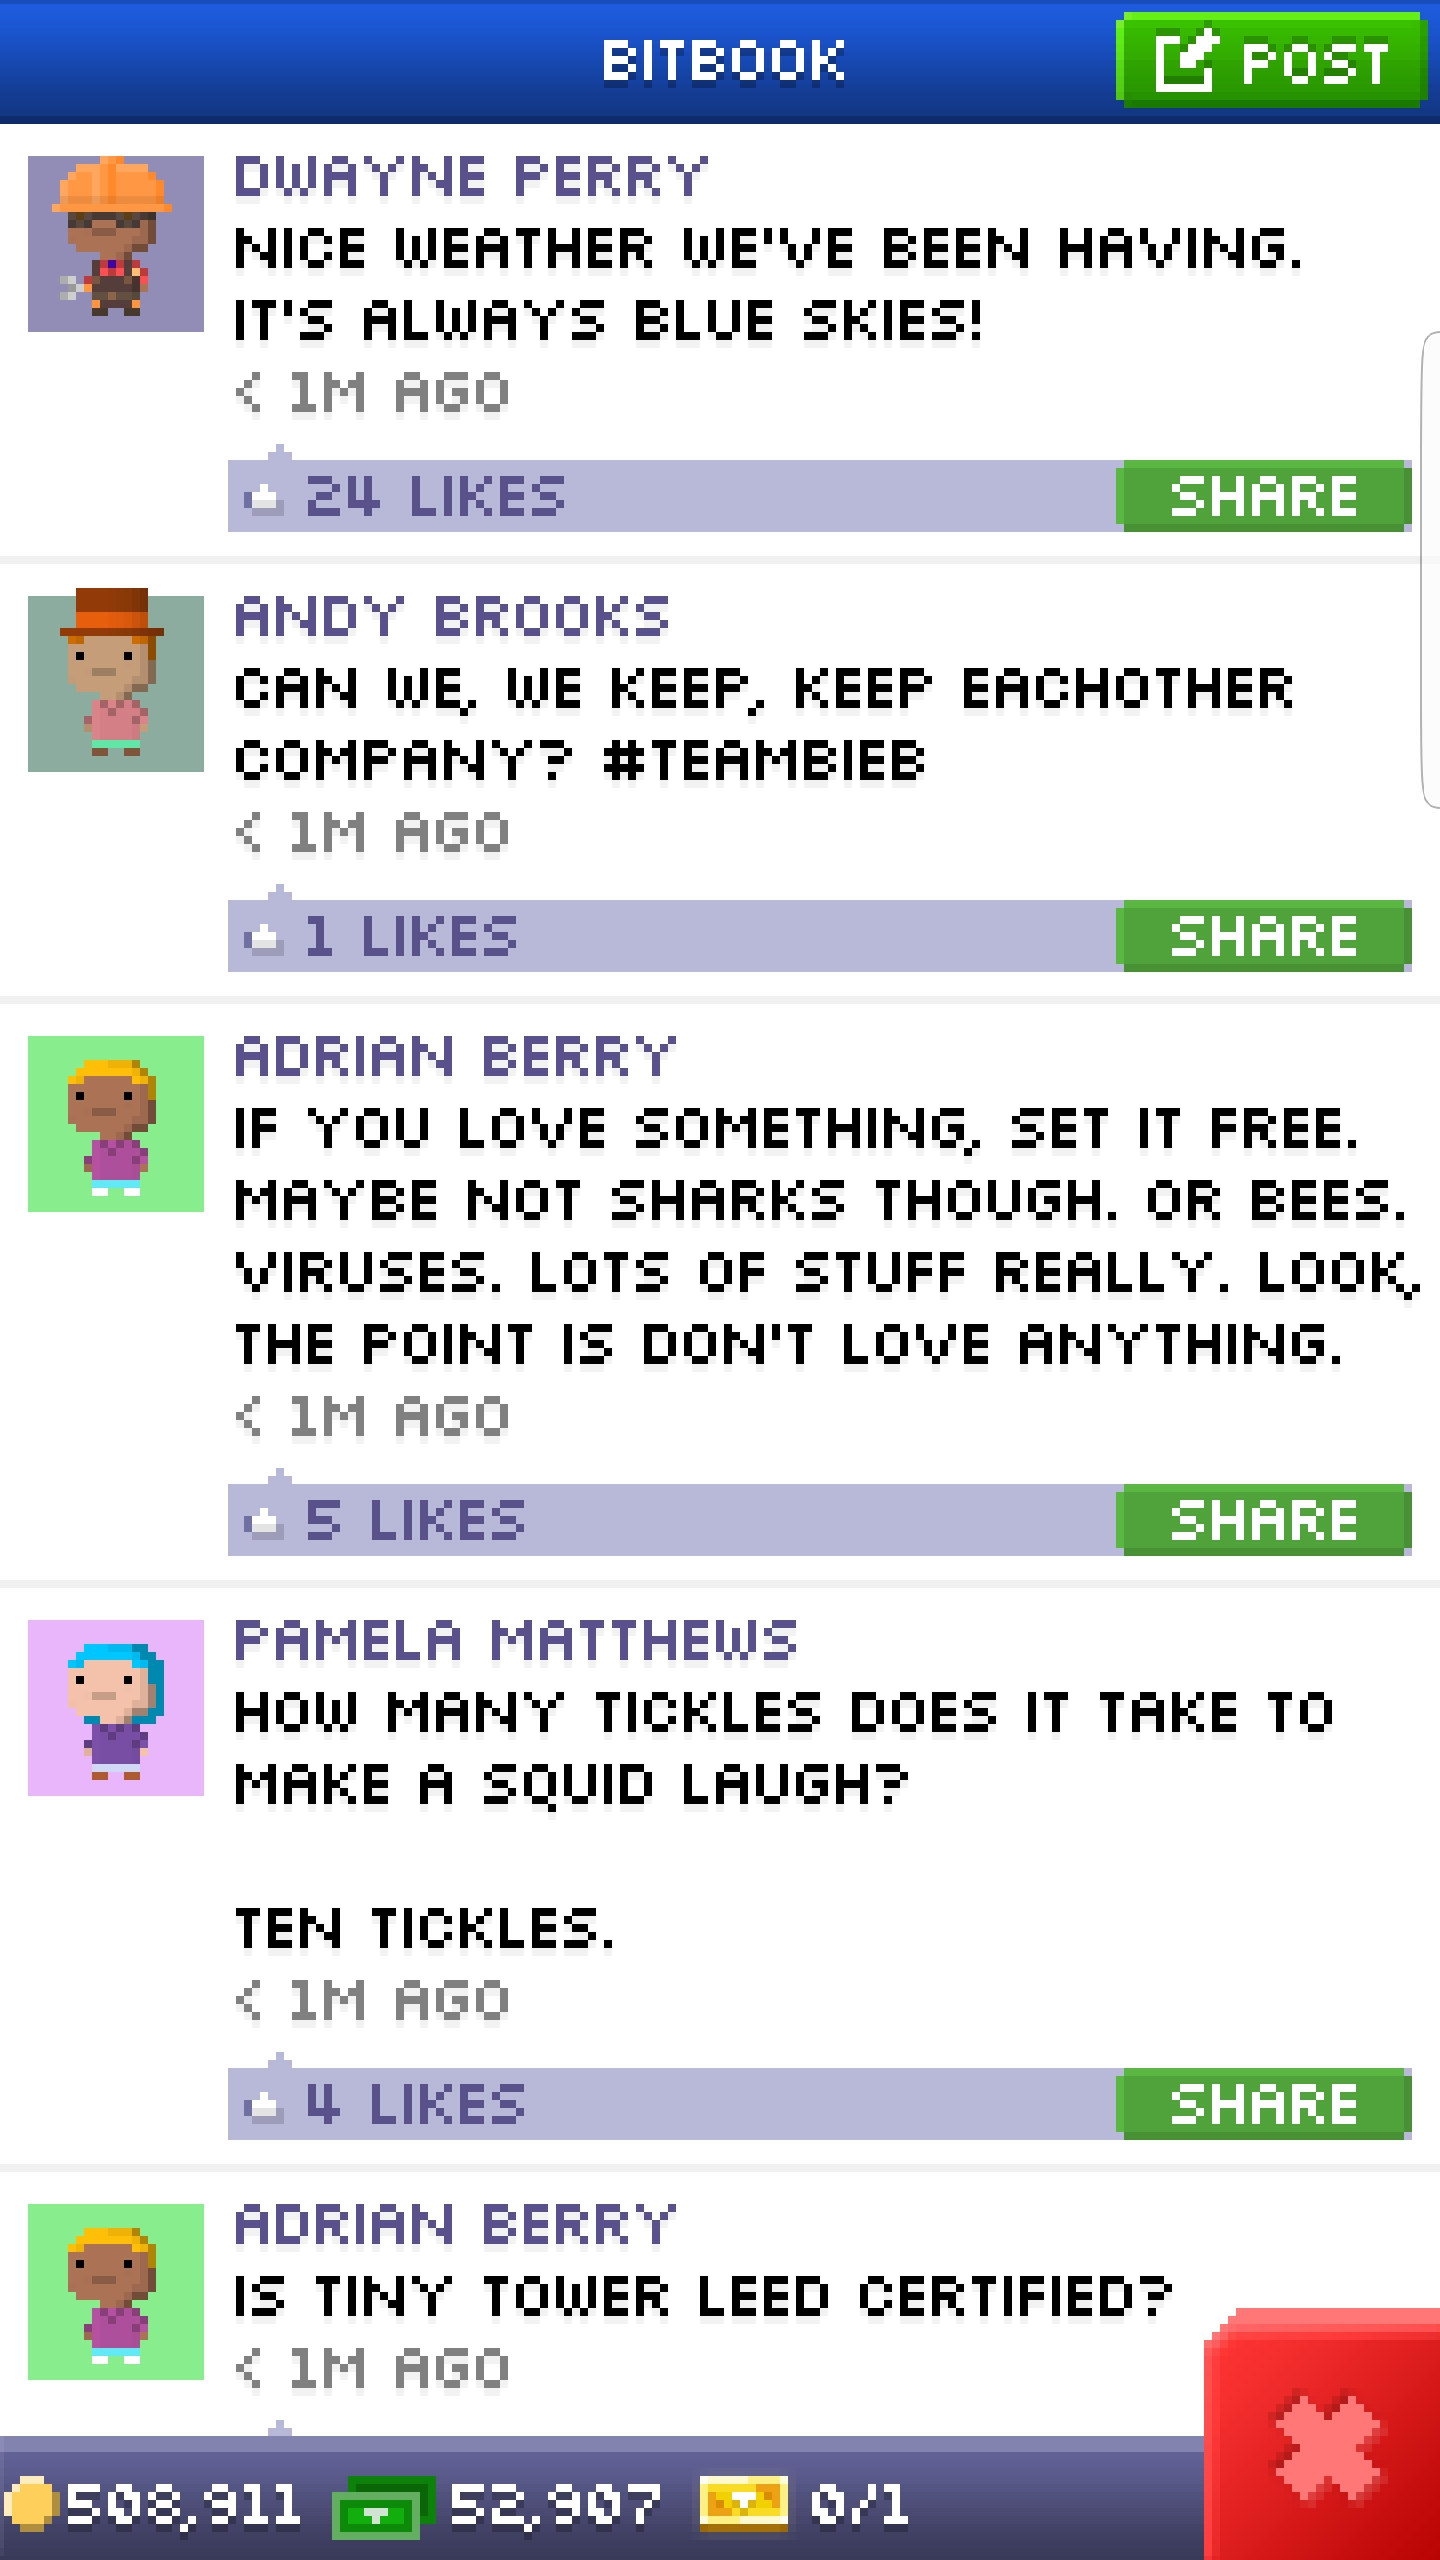 BITBOOK
POST
DWAYNE PERRY
NICE WEATHER WE'VE BEEN HAVING.
IT'S ALWAYS BLUE SKIES!
< 1M AGO
24 LIKES
SHARE
ANDY BROOKS
CAN WE, WE KEEP, KEEP EACHOTHER
COMPANY? #TEAMBIEB
< 1M AGO
1 LIKES
SHARE
ADRIAN BERRY
IF YOU LOVE SOMETHING, SET IT FREE.
MAYBE NOT SHARKS THOUGH. OR BEES.
VIRUSES. LOTS OF STUFF REALLY. LOOK,
THE POINT IS DON'T LOVE ANYTHING.
< 1M AGO
5 LIKES
SHARE
PAMELA MATTHEWS
HOW MANY TICKLES DOES IT TAKE TO
MAKE A SQUID LAUGH?
TEN TICKLES.
< 1M AGO
4 LIKES
SHARE
ADRIAN BERRY
IS TINY TOWER LEED CERTIFIED?
< 1M AGO
508,911
52,907
0/1